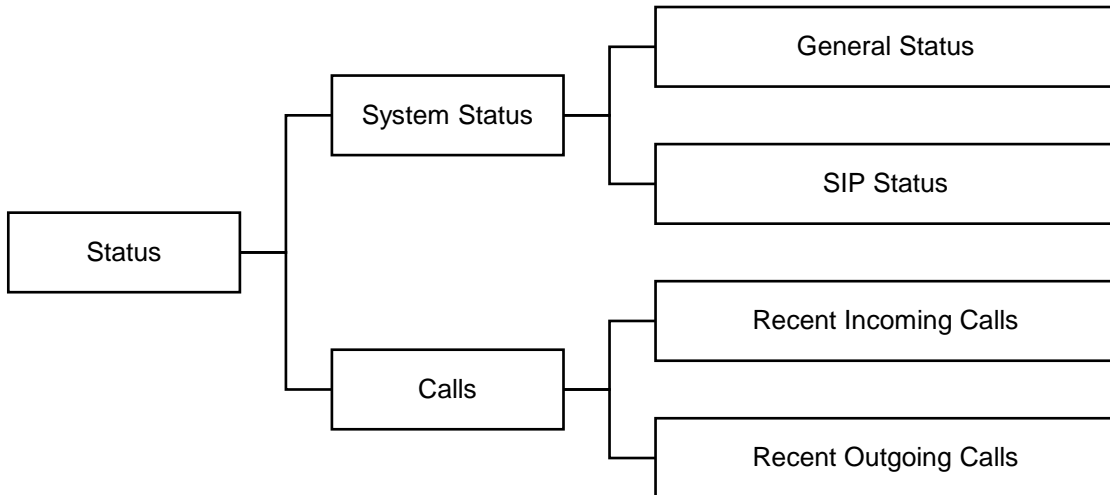 General Status
System Status
SIP Status
Status
Recent Incoming Calls
Calls
Recent Outgoing Calls